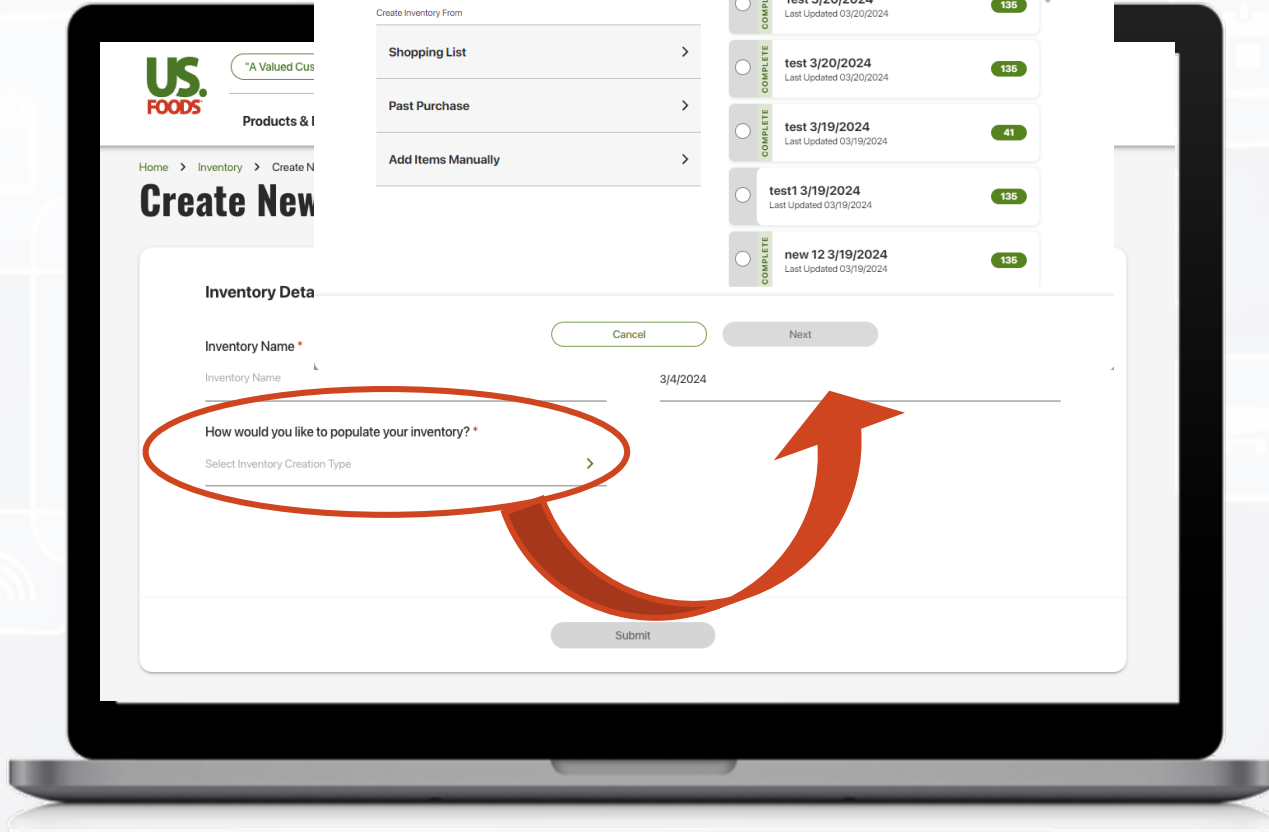 Create Inventory From
Shopping List
Past Purchase
Add Items Manually
test 3/20/2024
Last Updated 03/20/2024
135
COMPLETE
test 3/20/2024
Last Updated 03/20/2024
135
COMPLETE
test 3/19/2024
Last Updated 03/19/2024
41
test1 3/19/2024
Last Updated 03/19/2024
135
COMPLETE
new 12 3/19/2024
Last Updated 03/19/2024
135
Cancel
Next
US.
FOODS
"A Valued Cus
Products &
Home > Inventory > Create N
Create New
Inventory Deta
Inventory Name *
Inventory Name
3/4/2024
How would you like to populate your inventory? *
Select Inventory Creation Type
Submit